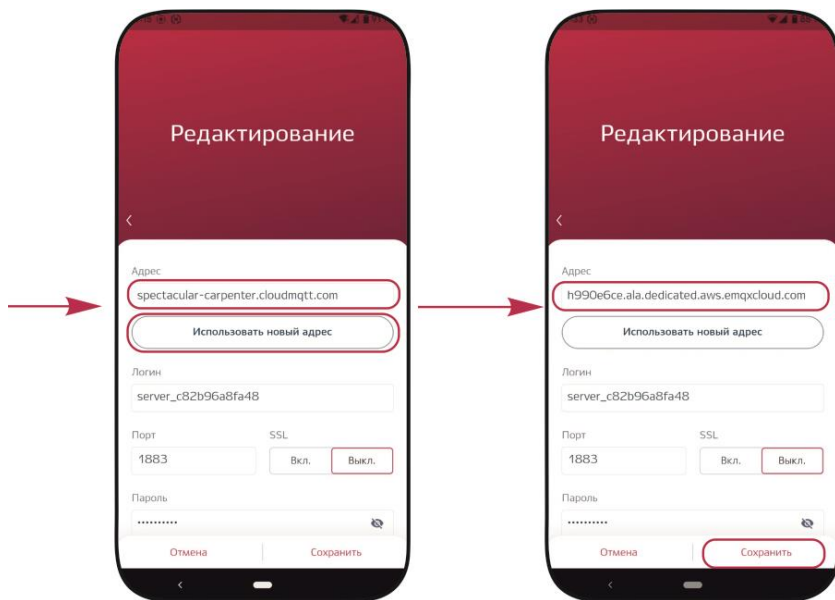 Редактирование
Адрес
spectacular-carpenter.cloudmqtt.com
Использовать новый адрес
Логин
server_c82b96a8fa48
Порт
SSL
1883
Вкл.
Выкл.
Пароль
••••••••••
Отмена
Сохранить
Редактирование
Адрес
h990e6ce.ala.dedicated.aws.emqxcloud.com
Использовать новый адрес
Логин
server_c82b96a8fa48
Порт
SSL
1883
Вкл.
Выкл.
Пароль
••••••••••
Отмена
Сохранить